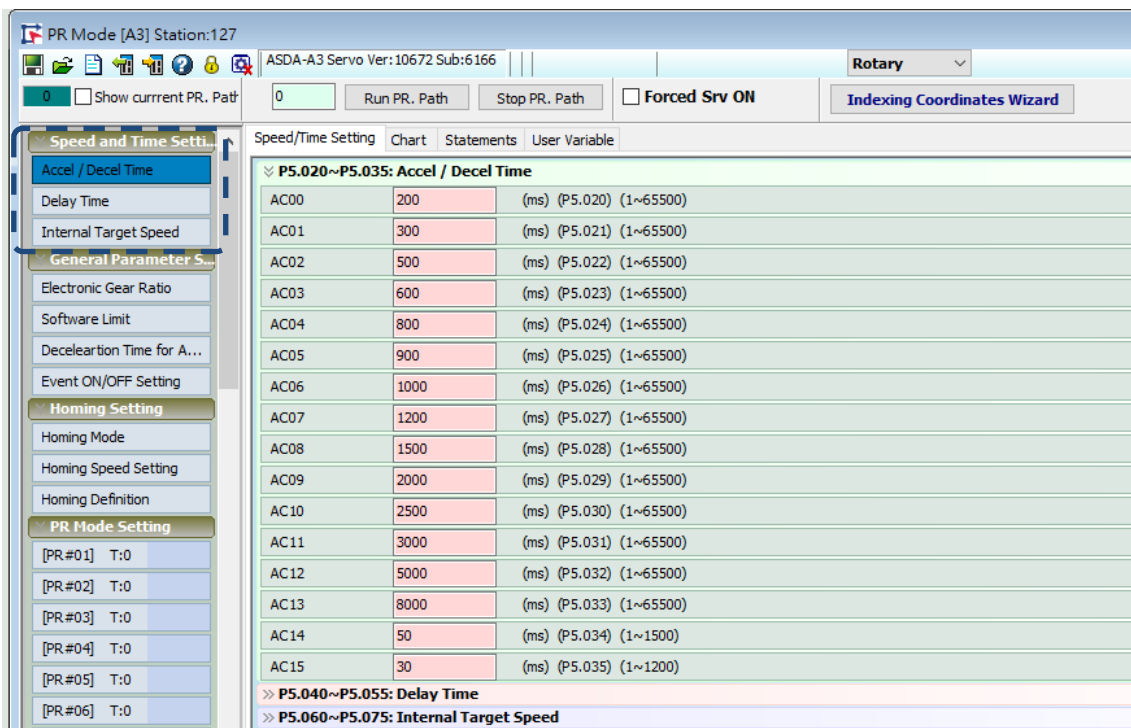 PR Mode [A3] Station:127
ASDA-A3 Servo Ver:10672 Sub:6166
Rotary
0
Show currrent PR. Path
0
Run PR. Path
Stop PR. Path
Forced Srv ON
Indexing Coordinates Wizard
Speed and Time Setti...
Accel / Decel Time
Delay Time
Internal Target Speed
General Parameter S...
Electronic Gear Ratio
Software Limit
Deceleartion Time for A...
Event ON/OFF Setting
Homing Setting
Homing Mode
Homing Speed Setting
Homing Definition
PR Mode Setting
[PR#01] T:0
[PR#02] T:0
[PR#03] T:0
[PR#04] T:0
[PR#05] T:0
[PR#06] T:0
Speed/Time Setting Chart Statements User Variable
P5.020~P5.035: Accel / Decel Time
AC00 200 (ms) (P5.020) (1~65500)
AC01 300 (ms) (P5.021) (1~65500)
AC02 500 (ms) (P5.022) (1~65500)
AC03 600 (ms) (P5.023) (1~65500)
AC04 800 (ms) (P5.024) (1~65500)
AC05 900 (ms) (P5.025) (1~65500)
AC06 1000 (ms) (P5.026) (1~65500)
AC07 1200 (ms) (P5.027) (1~65500)
AC08 1500 (ms) (P5.028) (1~65500)
AC09 2000 (ms) (P5.029) (1~65500)
AC10 2500 (ms) (P5.030) (1~65500)
AC11 3000 (ms) (P5.031) (1~65500)
AC12 5000 (ms) (P5.032) (1~65500)
AC13 8000 (ms) (P5.033) (1~65500)
AC14 50 (ms) (P5.034) (1~1500)
AC15 30 (ms) (P5.035) (1~1200)
P5.040~P5.055: Delay Time
P5.060~P5.075: Internal Target Speed